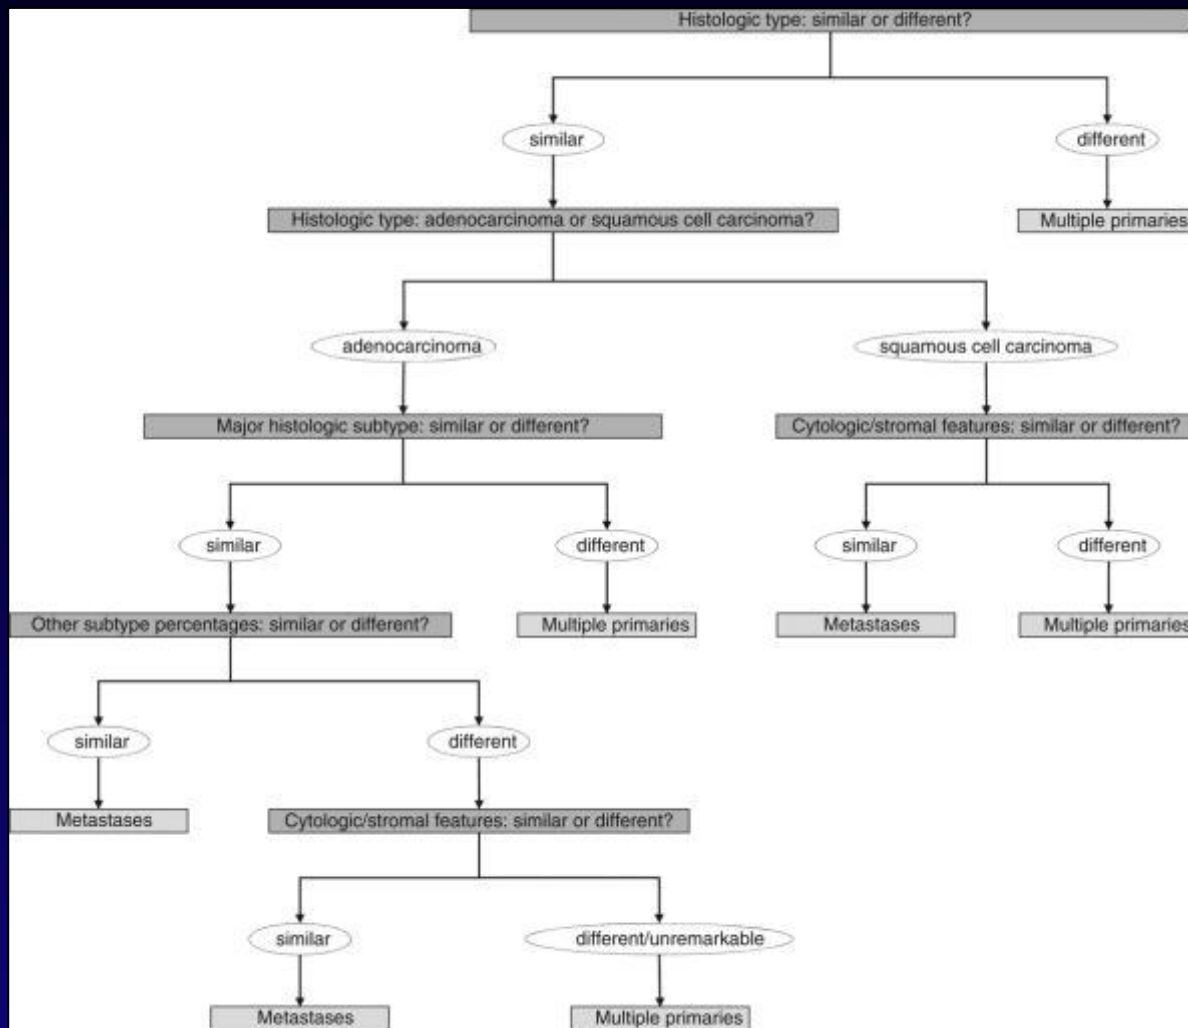 Histologic type: similar or different?
similar
different
Histologic type: adenocarcinoma or squamous cell carcinoma?
Multiple primaries
adenocarcinoma
squamous cell carcinoma
Major histologic subtype: similar or different?
Cytologic/stromal features: similar or different?
similar
different
similar
different
Other subtype percentages: similar or different?
Multiple primaries
Metastases
Multiple primaries
similar
different
Metastases
Cytologic/stromal features: similar or different?
similar
different/unremarkable
Metastases
Multiple primaries